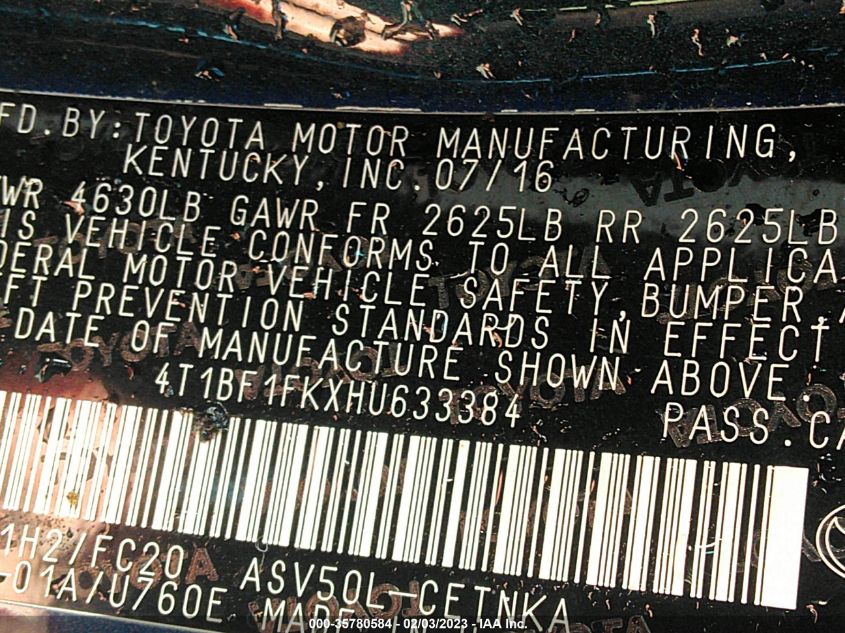 FD. BY: TOYOTA MOTOR MANUFACTURING,
KENTUCKY, INC. 07/16
WR 4630LB GAWR FR 2625LB RR 2625LB
IS VEHICLE CONFORMS TO ALL APPLICA
DERAL MOTOR VEHICLE SAFETY, BUMPER, A
FT PREVENTION STANDARDS IN EFFECT
DATE OF MANUFACTURE SHOWN ABOVE.
4T1BF1FKXHU633384 PASS.CA
1H2/FC20 ASV50L-CETNKA
-01A/U760E MADE IN
000-35780584 - 02/03/2023 - IAA Inc.